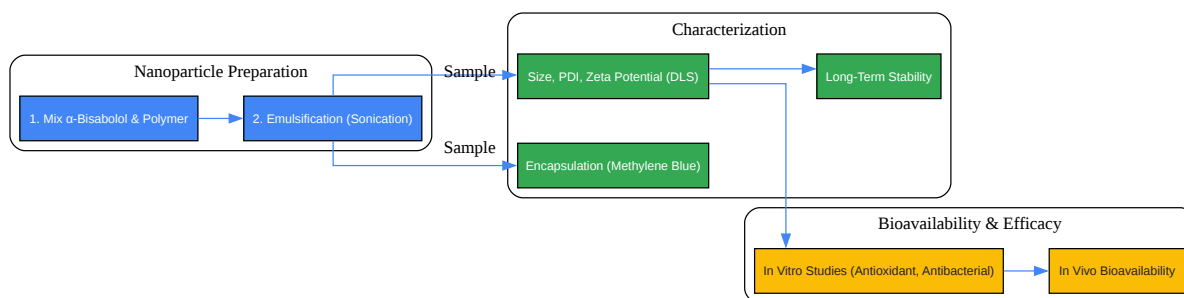 Nanoparticle Preparation
1. Mix α-Bisabolol & Polymer
2. Emulsification (Sonication)
Sample
Sample
Characterization
Size, PDI, Zeta Potential (DLS)
Long-Term Stability
Encapsulation (Methylene Blue)
Bioavailability & Efficacy
In Vitro Studies (Antioxidant, Antibacterial)
In Vivo Bioavailability